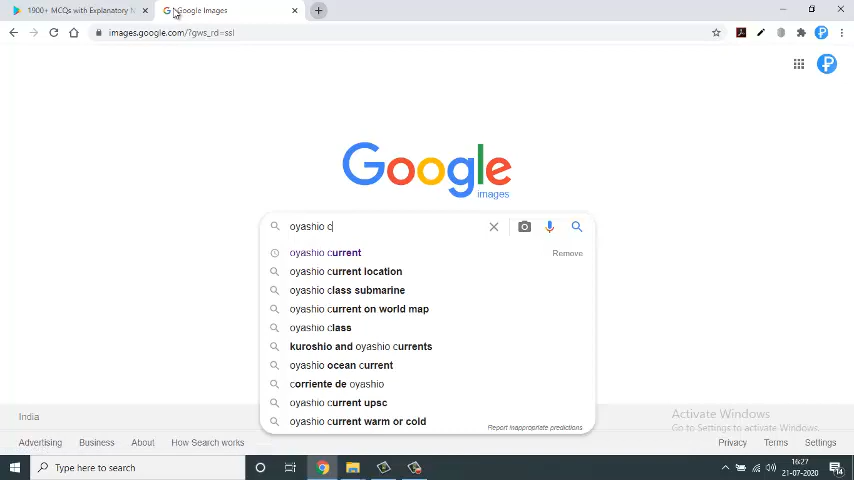 1900+ MCQs with Explanatory N
Google Images
images.google.com/?gws_rd=ssl
Google
images
oyashio c
oyashio current
Remove
oyashio current location
oyashio class submarine
oyashio current on world map
oyashio class
kuroshio and oyashio currents
oyashio ocean current
corriente de oyashio
oyashio current upsc
oyashio current warm or cold
Report inappropriate predictions
India
Activate Windows
Go to Settings to activate Windows.
Advertising Business About How Search works
Privacy Terms Settings
Type here to search
16:27
21-07-2020
14